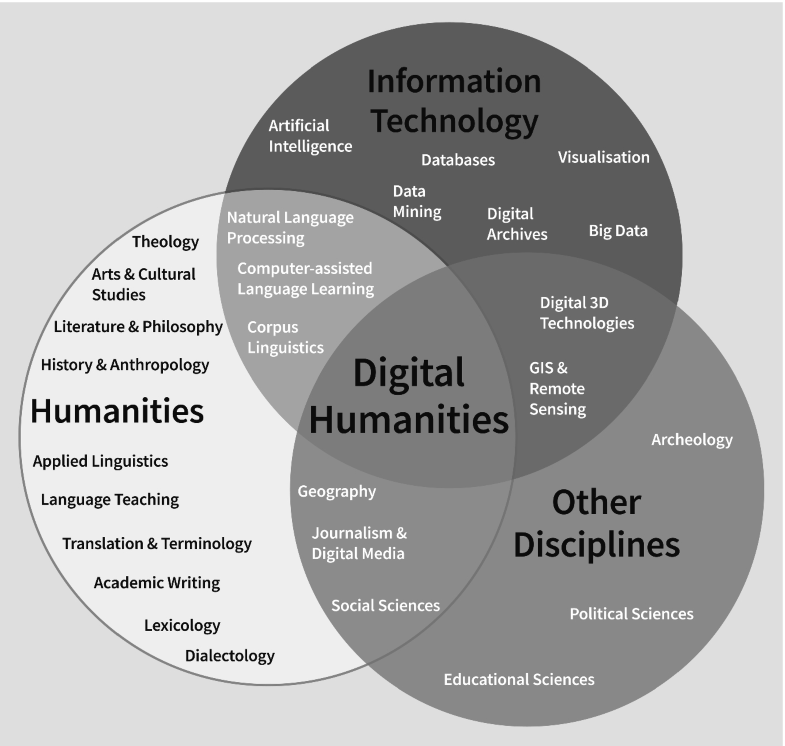 Information
Technology
Artificial
Intelligence
Databases
Visualisation
Data
Mining
Digital
Archives
Big Data
Natural Language
Processing
Computer-assisted
Language Learning
Corpus
Linguistics
Digital 3D
Technologies
GIS &
Remote
Sensing
Digital
Humanities
Theology
Arts & Cultural
Studies
Literature & Philosophy
History & Anthropology
Humanities
Applied Linguistics
Language Teaching
Translation & Terminology
Academic Writing
Lexicology
Dialectology
Geography
Journalism &
Digital Media
Social Sciences
Archeology
Other
Disciplines
Political Sciences
Educational Sciences